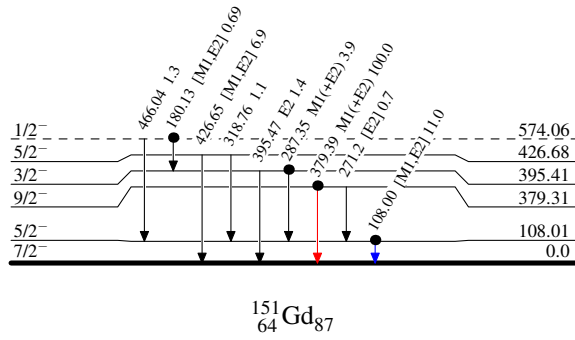 466.04 1.3
180.13 [M1,E2] 0.69
426.65 [M1,E2] 6.9
318.76 1.1
395.47 E2 1.4
287.35 M1(+E2) 3.9
379.39 M1(+E2) 100.0
271.2 [E2] 0.7
108.00 [M1,E2] 11.0
1/2⁻ 574.06
5/2⁻ 426.68
3/2⁻ 395.41
9/2⁻ 379.31
5/2⁻ 108.01
7/2⁻ 0.0
¹⁵¹₆₄Gd₈₇